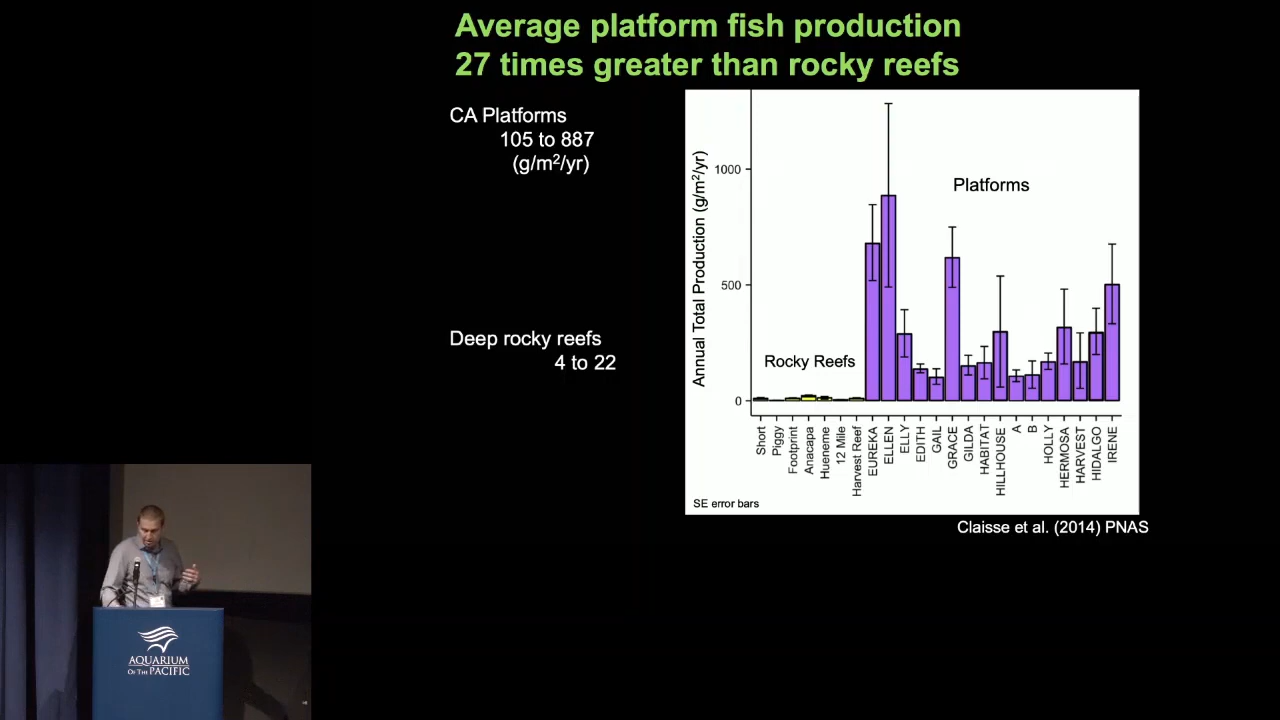 Average platform fish production
27 times greater than rocky reefs
CA Platforms
105 to 887
(g/m²/yr)
Deep rocky reefs
4 to 22
Annual Total Production (g/m²/yr)
1000
500
0
Platforms
Rocky Reefs
Short
Piggy
Footprint
Anacapa
Hueneme
12 Mile
Harvest Reef
EUREKA
ELLEN
ELLY
EDITH
GAIL
GRACE
GILDA
HABITAT
HILLHOUSE
A
B
HOLLY
HERMOSA
HARVEST
HIDALGO
IRENE
SE error bars
Claisse et al. (2014) PNAS
AQUARIUM
OF THE PACIFIC